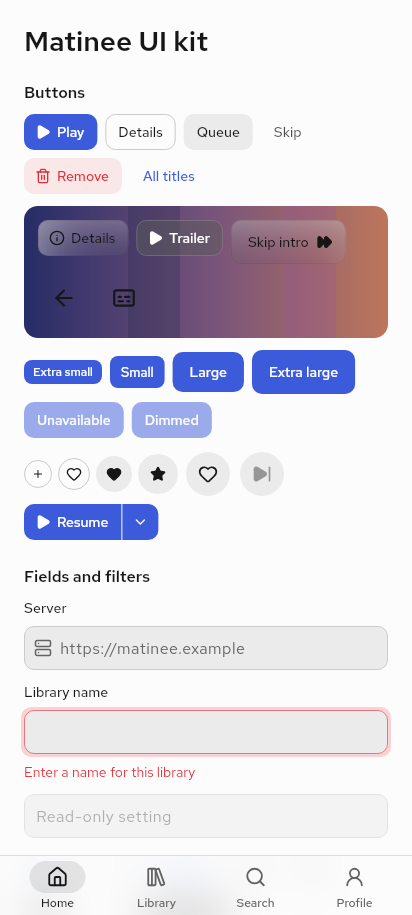 Matinee UI kit
Buttons
Play Details Queue Skip
Remove All titles
Details Trailer Skip intro
Extra small Small Large Extra large
Unavailable Dimmed
Resume
Fields and filters
Server
https://matinee.example
Library name
Enter a name for this library
Read-only setting
Home Library Search Profile